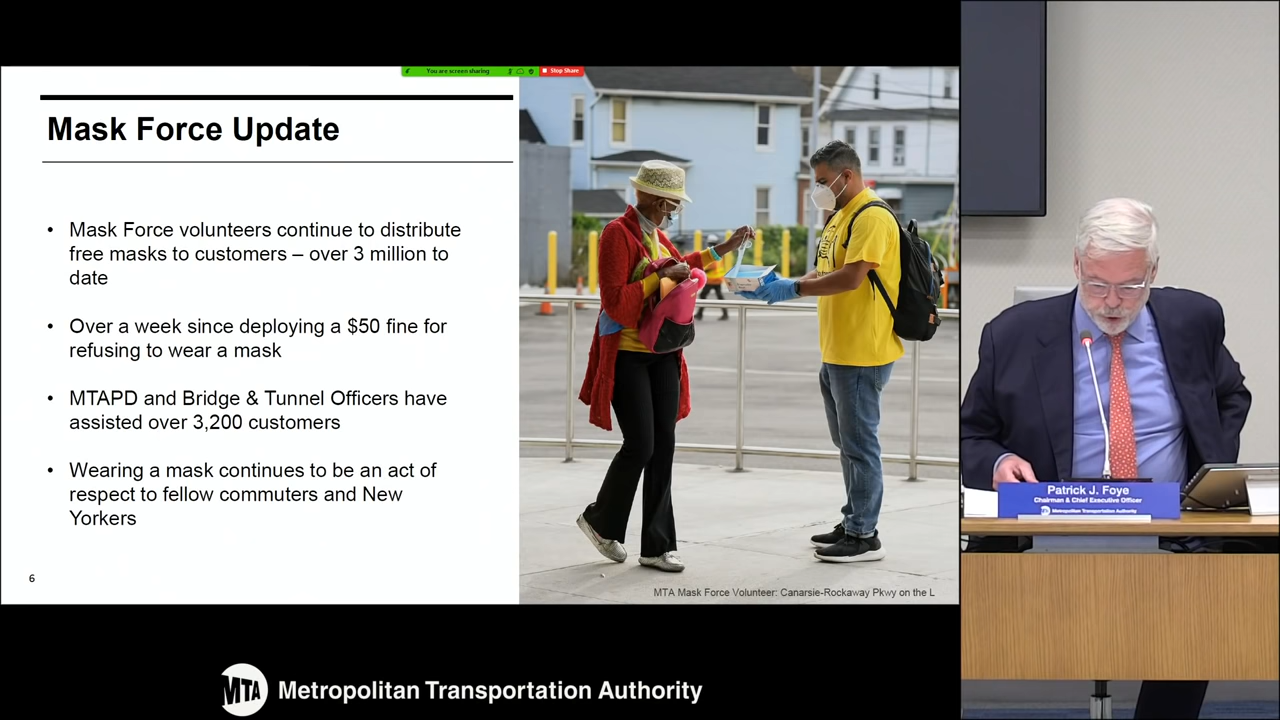 You are screen sharing
Stop Share
Mask Force Update
• Mask Force volunteers continue to distribute
free masks to customers – over 3 million to
date
• Over a week since deploying a $50 fine for
refusing to wear a mask
• MTAPD and Bridge & Tunnel Officers have
assisted over 3,200 customers
• Wearing a mask continues to be an act of
respect to fellow commuters and New
Yorkers
6
MTA Mask Force Volunteer: Canarsie-Rockaway Pkwy on the L
Patrick J. Foye
Chairman & Chief Executive Officer
Metropolitan Transportation Authority
MTA Metropolitan Transportation Authority